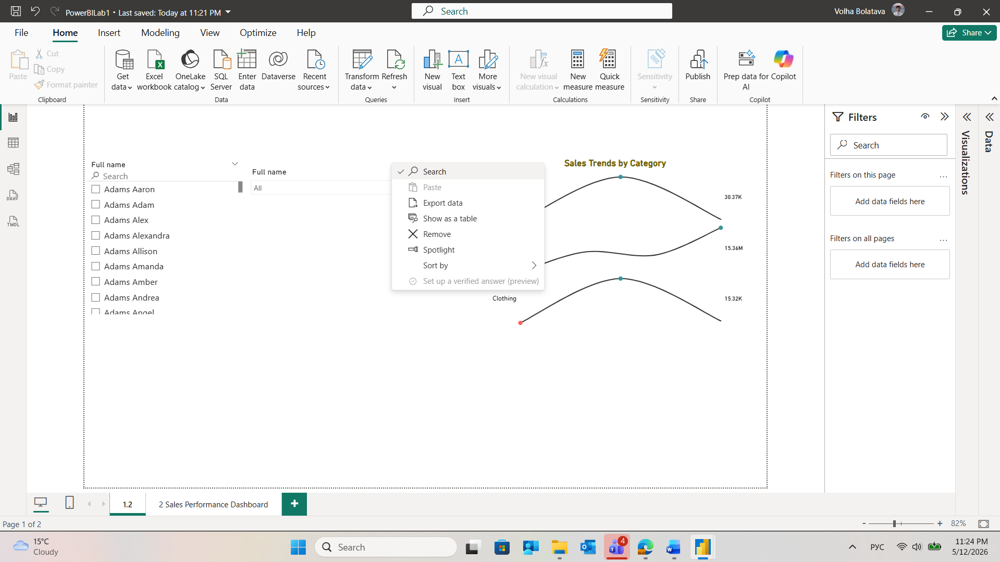 PowerBILab1 • Last saved: Today at 11:21 PM
Search
Volha Bolatava
File
Home
Insert
Modeling
View
Optimize
Help
Share
Paste
Cut
Copy
Format painter
Clipboard
Get data
Excel workbook
OneLake catalog
SQL Server
Enter data
Dataverse
Recent sources
Data
Transform data
Refresh
Queries
New visual
Text box
More visuals
Insert
New visual calculation
New measure
Quick measure
Calculations
Sensitivity
Sensitivity
Publish
Share
Prep data for AI
Copilot
Copilot
DAX
TMDL
Full name
Search
Adams Aaron
Adams Adam
Adams Alex
Adams Alexandra
Adams Allison
Adams Amanda
Adams Amber
Adams Andrea
Adams Angel
Full name
All
Search
Paste
Export data
Show as a table
Remove
Spotlight
Sort by
Set up a verified answer (preview)
Sales Trends by Category
30.37K
15.36M
Clothing
15.32K
Filters
Search
Filters on this page
...
Add data fields here
Filters on all pages
...
Add data fields here
Visualizations
Data
1.2
2 Sales Performance Dashboard
+
Page 1 of 2
-
+
82%
15°C
Cloudy
Search
4
РУС
11:24 PM
5/12/2026